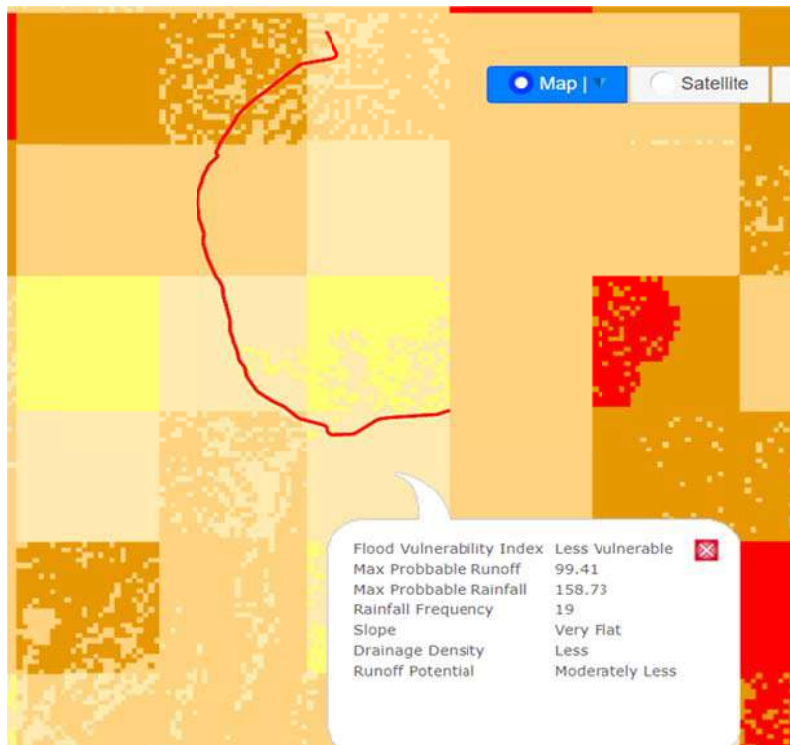 Map |
Satellite
Flood Vulnerability Index Less Vulnerable
Max Probbable Runoff 99.41
Max Probbable Rainfall 158.73
Rainfall Frequency 19
Slope Very Flat
Drainage Density Less
Runoff Potential Moderately Less